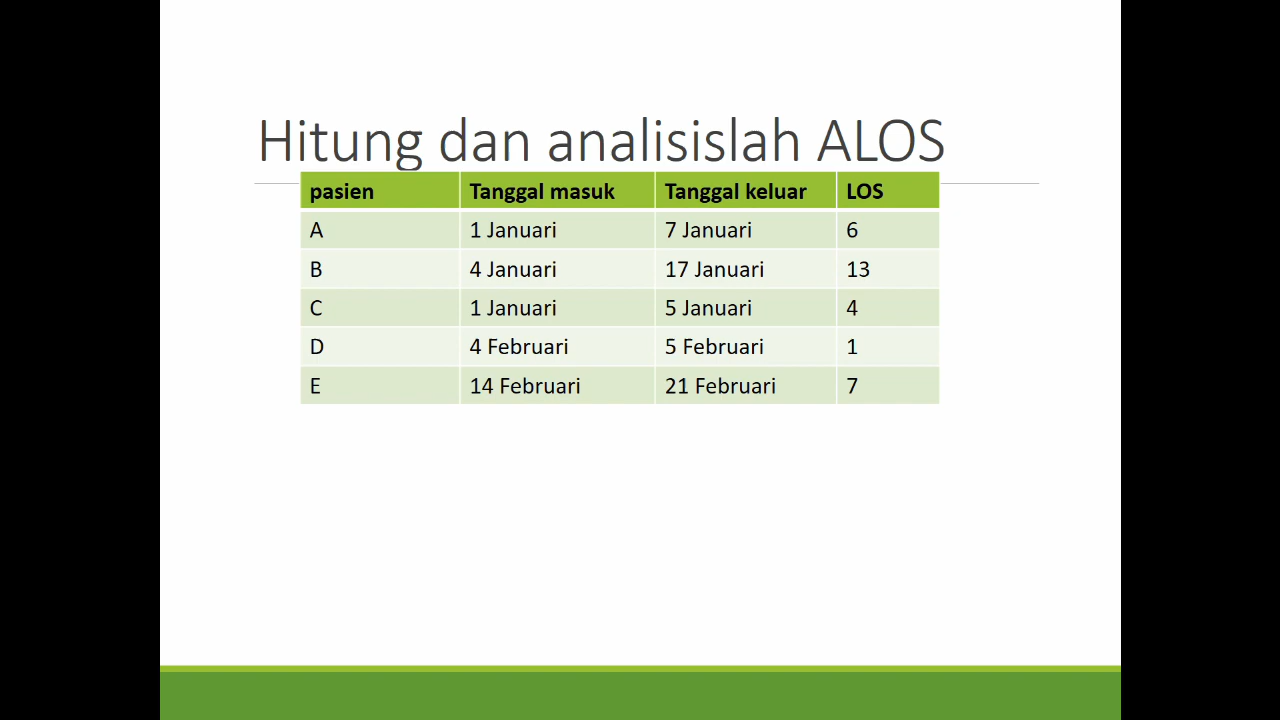 Hitung dan analisislah ALOS
pasien Tanggal masuk Tanggal keluar LOS
A 1 Januari 7 Januari 6
B 4 Januari 17 Januari 13
C 1 Januari 5 Januari 4
D 4 Februari 5 Februari 1
E 14 Februari 21 Februari 7